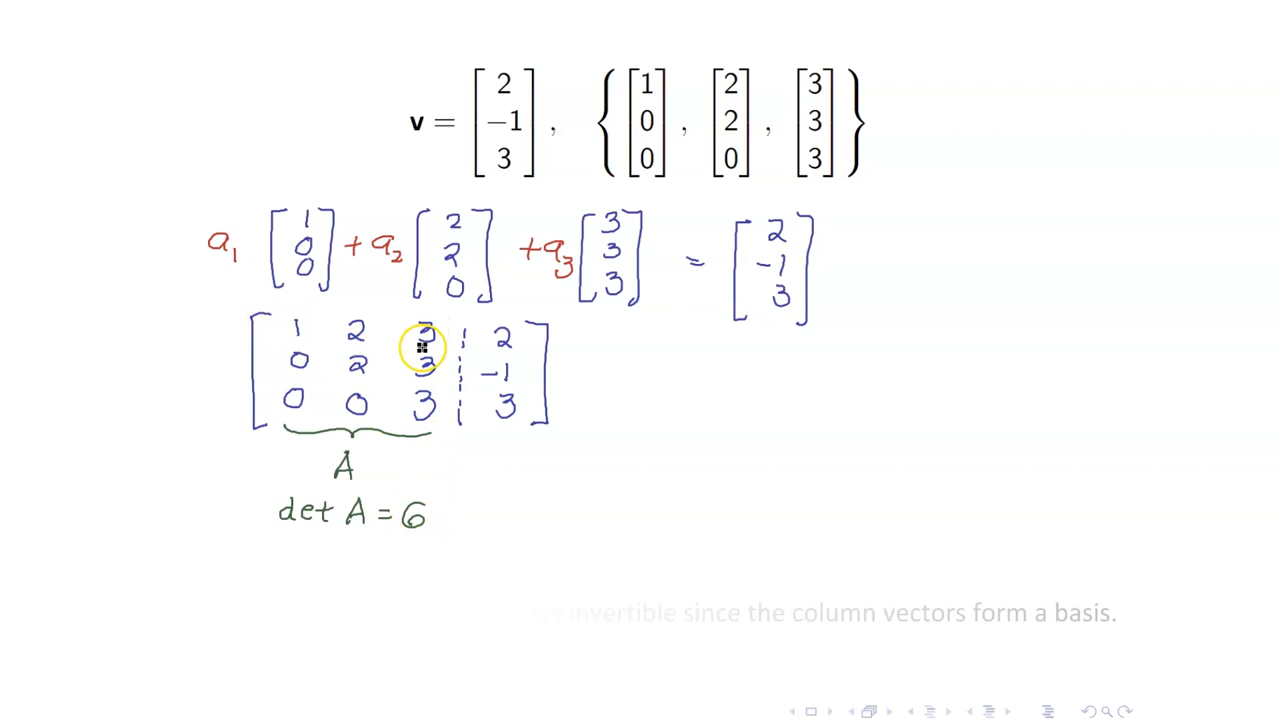 v = [2 −1 3], { [1 0 0], [2 2 0], [3 3 3] }
a₁ [1 0 0] + a₂ [2 2 0] + a₃ [3 3 3] = [2 -1 3]
[ 1 2 3 ¦ 2
0 2 3 ¦ -1
0 0 3 ¦ 3 ]
A
det A = 6
invertible since the column vectors form a basis.